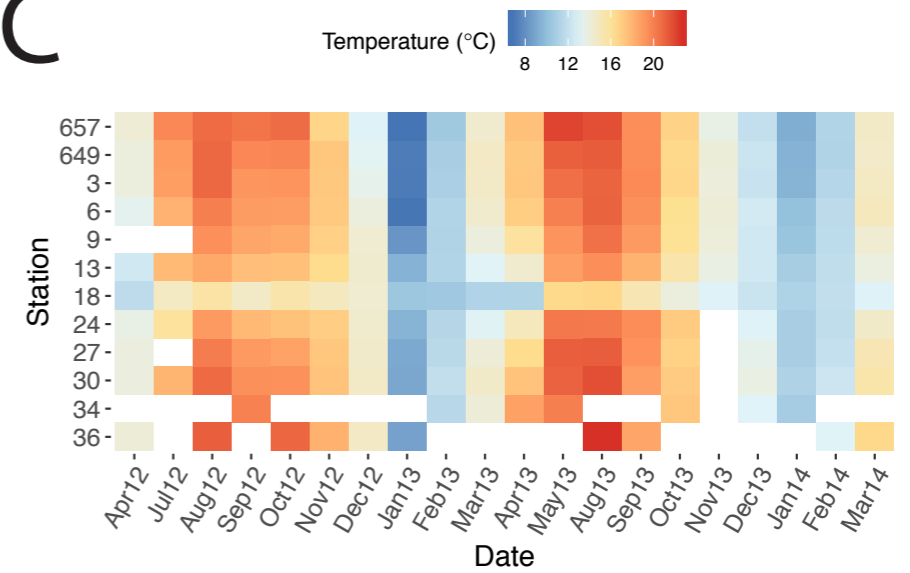 C
Temperature (°C)
8 12 16 20
657
649
3
6
9
13
18
24
27
30
34
36
Station
Apr12 Jul12 Aug12 Sep12 Oct12 Nov12 Dec12 Jan13 Feb13 Mar13 Apr13 May13 Aug13 Sep13 Oct13 Nov13 Dec13 Jan14 Feb14 Mar14
Date